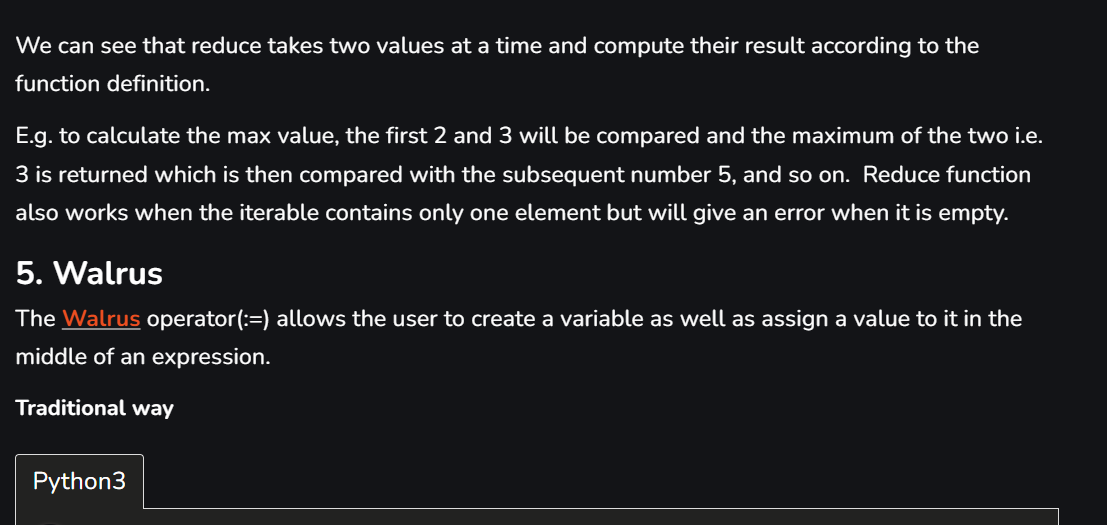 We can see that reduce takes two values at a time and compute their result according to the
function definition.
E.g. to calculate the max value, the first 2 and 3 will be compared and the maximum of the two i.e.
3 is returned which is then compared with the subsequent number 5, and so on.  Reduce function
also works when the iterable contains only one element but will give an error when it is empty.
5. Walrus
The Walrus operator(:=) allows the user to create a variable as well as assign a value to it in the
middle of an expression.
Traditional way
Python3